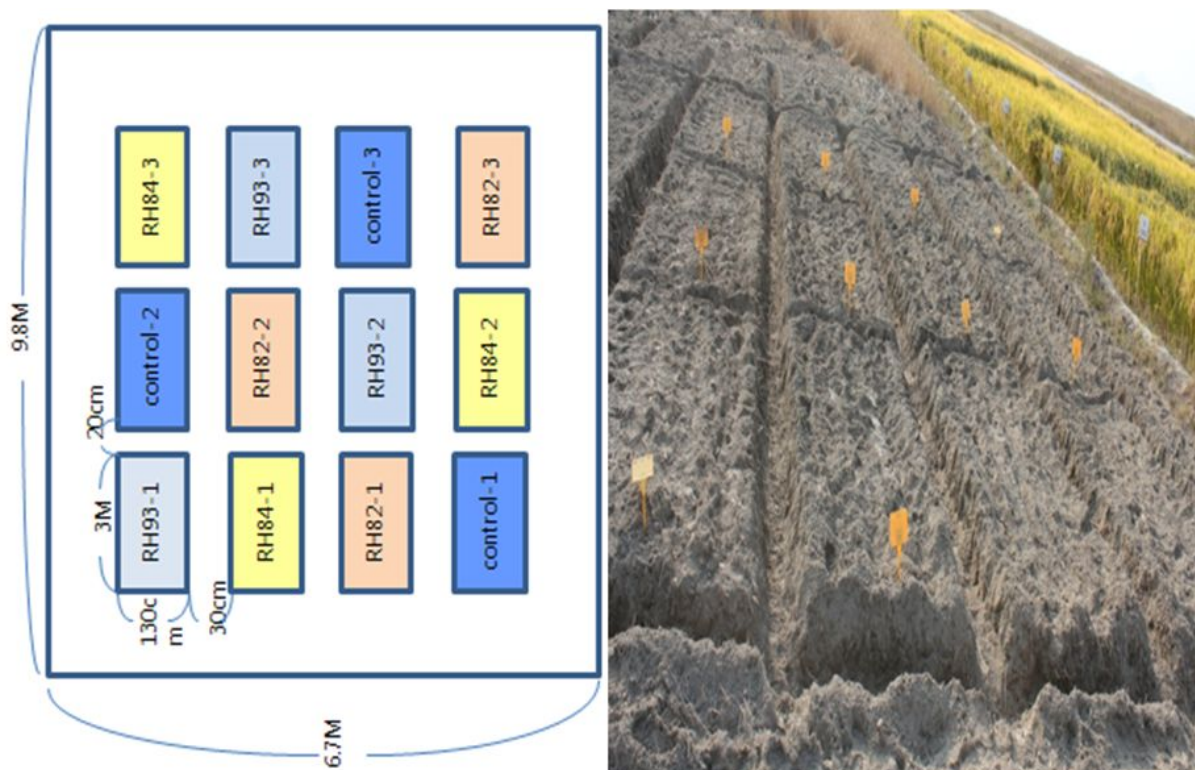 9.8M
RH84-3
RH93-3
control-3
RH82-3
control-2
RH82-2
RH93-2
RH84-2
20cm
3M
RH93-1
RH84-1
RH82-1
control-1
130c
m
30cm
6.7M